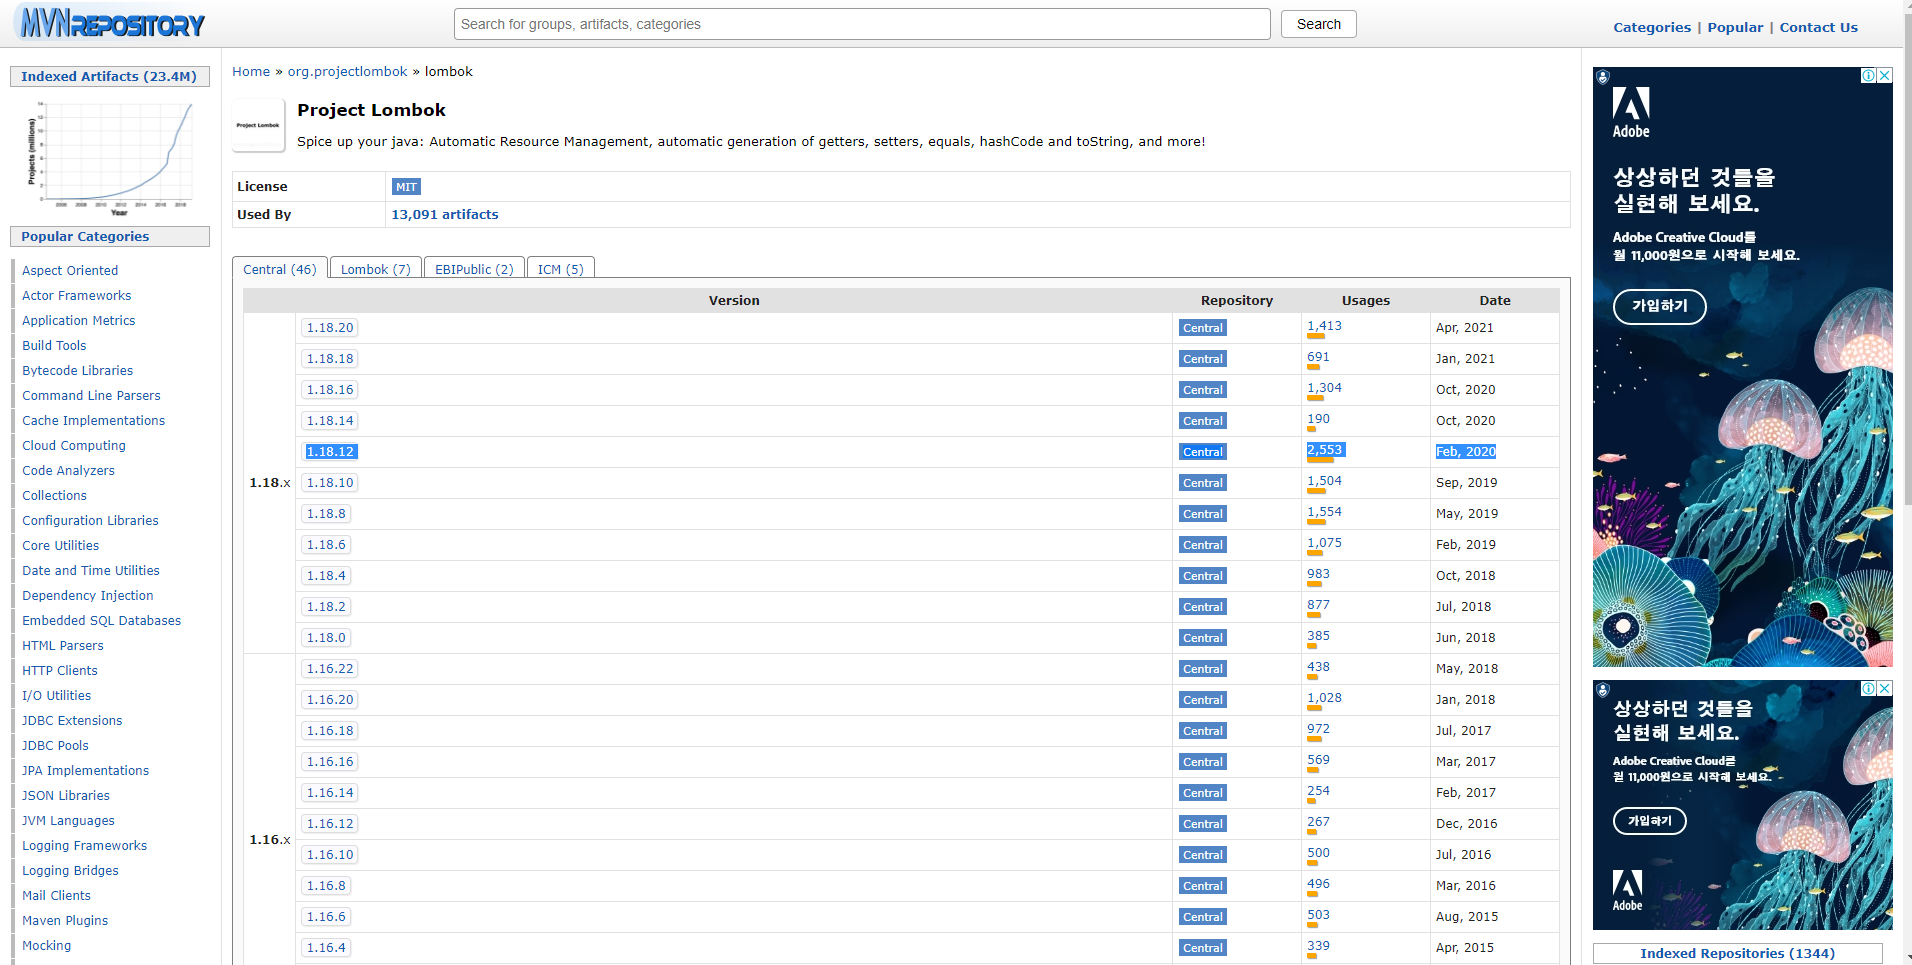 MVNREPOSITORY
Search for groups, artifacts, categories
Search
Categories | Popular | Contact Us
Indexed Artifacts (23.4M)
Projects (millions)
14
12
10
8
6
4
2
0
2006 2008 2010 2012 2014 2016 2018
Year
Popular Categories
Aspect Oriented
Actor Frameworks
Application Metrics
Build Tools
Bytecode Libraries
Command Line Parsers
Cache Implementations
Cloud Computing
Code Analyzers
Collections
Configuration Libraries
Core Utilities
Date and Time Utilities
Dependency Injection
Embedded SQL Databases
HTML Parsers
HTTP Clients
I/O Utilities
JDBC Extensions
JDBC Pools
JPA Implementations
JSON Libraries
JVM Languages
Logging Frameworks
Logging Bridges
Mail Clients
Maven Plugins
Mocking
Home » org.projectlombok » lombok
Project Lombok
Project Lombok
Spice up your java: Automatic Resource Management, automatic generation of getters, setters, equals, hashCode and toString, and more!
License MIT
Used By 13,091 artifacts
Central (46) Lombok (7) EBIPublic (2) ICM (5)
Version Repository Usages Date
1.18.x
1.18.20 Central 1,413 Apr, 2021
1.18.18 Central 691 Jan, 2021
1.18.16 Central 1,304 Oct, 2020
1.18.14 Central 190 Oct, 2020
1.18.12 Central 2,553 Feb, 2020
1.18.10 Central 1,504 Sep, 2019
1.18.8 Central 1,554 May, 2019
1.18.6 Central 1,075 Feb, 2019
1.18.4 Central 983 Oct, 2018
1.18.2 Central 877 Jul, 2018
1.18.0 Central 385 Jun, 2018
1.16.x
1.16.22 Central 438 May, 2018
1.16.20 Central 1,028 Jan, 2018
1.16.18 Central 972 Jul, 2017
1.16.16 Central 569 Mar, 2017
1.16.14 Central 254 Feb, 2017
1.16.12 Central 267 Dec, 2016
1.16.10 Central 500 Jul, 2016
1.16.8 Central 496 Mar, 2016
1.16.6 Central 503 Aug, 2015
1.16.4 Central 339 Apr, 2015
Adobe
상상하던 것들을
실현해 보세요.
Adobe Creative Cloud를
월 11,000원으로 시작해 보세요.
가입하기
상상하던 것들을
실현해 보세요.
Adobe Creative Cloud를
월 11,000원으로 시작해 보세요.
가입하기
Adobe
Indexed Repositories (1344)